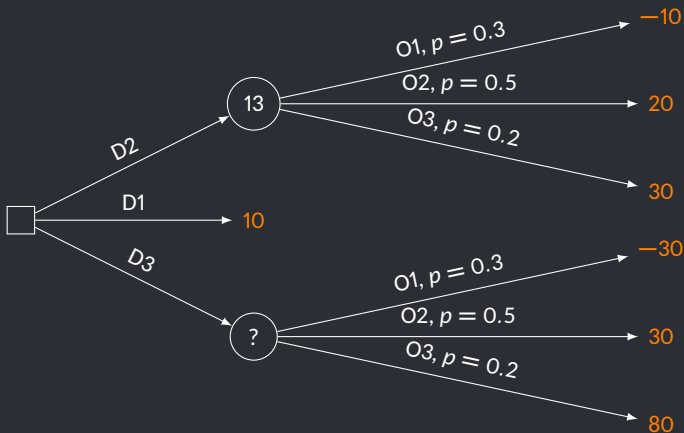 −10
O1, p = 0.3
O2, p = 0.5
13
20
O3, p = 0.2
D2
30
D1
10
−30
D3
O1, p = 0.3
O2, p = 0.5
?
30
O3, p = 0.2
80